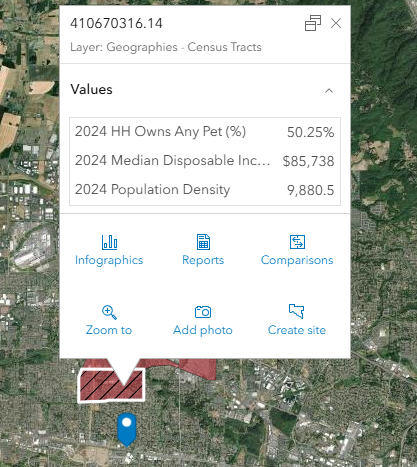 410670316.14
Layer: Geographies - Census Tracts
Values
2024 HH Owns Any Pet (%) 50.25%
2024 Median Disposable Inc... $85,738
2024 Population Density 9,880.5
Infographics Reports Comparisons
Zoom to Add photo Create site